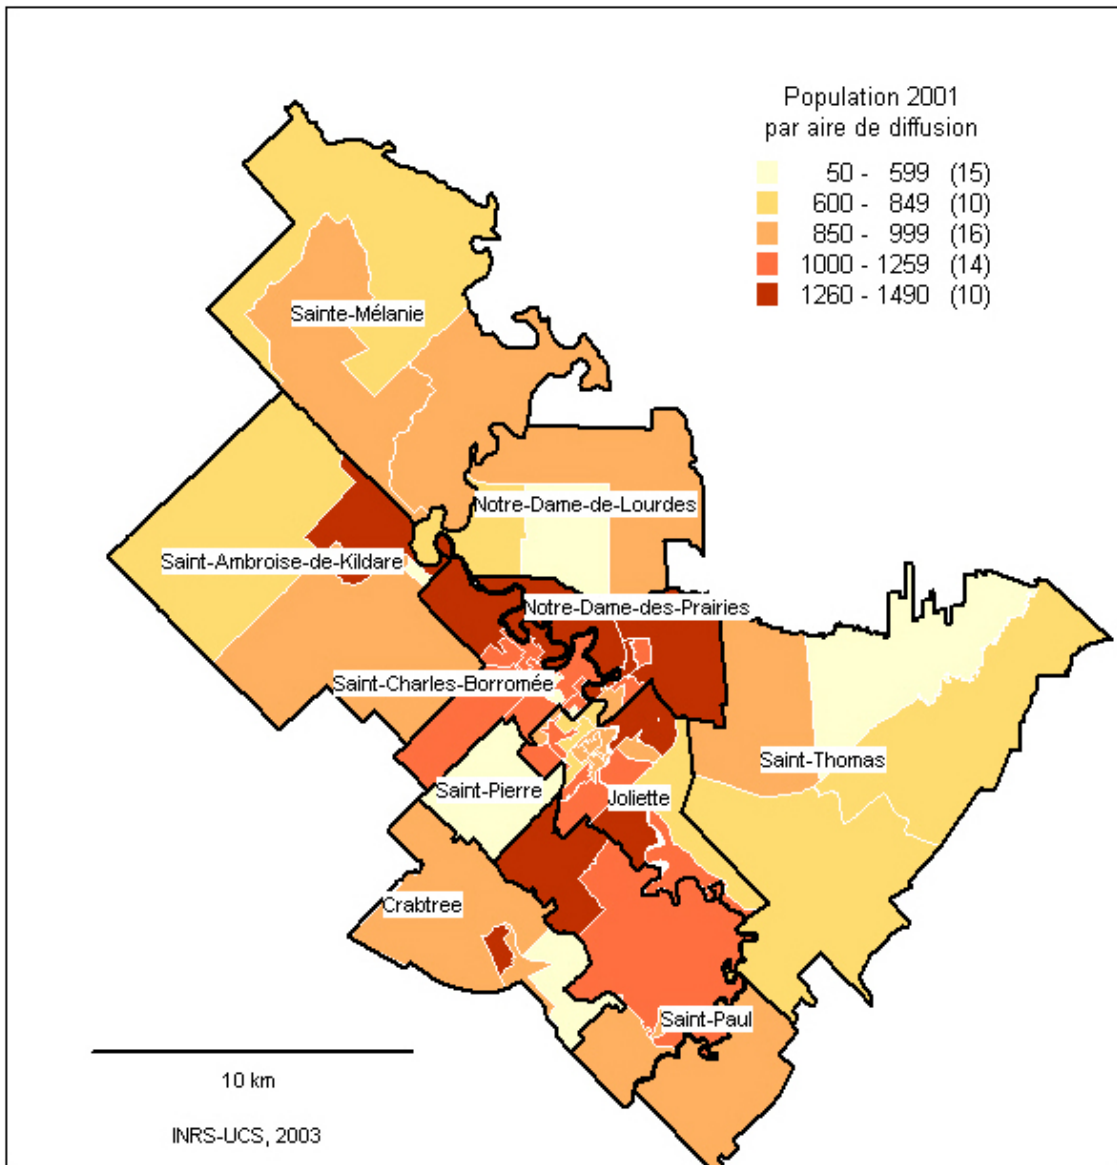 Population 2001
par aire de diffusion
50 - 599 (15)
600 - 849 (10)
850 - 999 (16)
1000 - 1259 (14)
1260 - 1490 (10)
Sainte-Mélanie
Notre-Dame-de-Lourdes
Saint-Ambroise-de-Kildare
Notre-Dame-des-Prairies
Saint-Charles-Borromée
Saint-Thomas
Saint-Pierre
Joliette
Crabtree
Saint-Paul
10 km
INRS-UCS, 2003